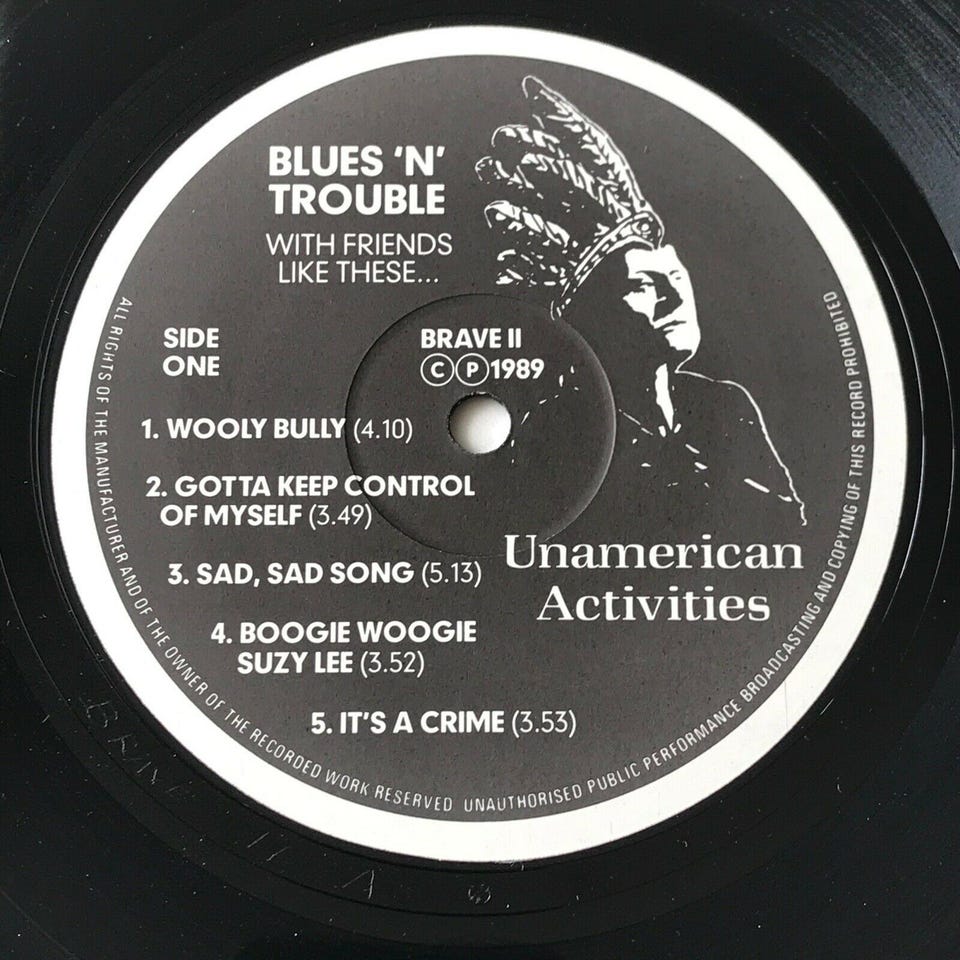 BLUES ‘N’
TROUBLE
WITH FRIENDS
LIKE THESE...
SIDE
ONE
BRAVE II
© ℗ 1989
1. WOOLY BULLY (4.10)
2. GOTTA KEEP CONTROL
OF MYSELF (3.49)
3. SAD, SAD SONG (5.13)
4. BOOGIE WOOGIE
SUZY LEE (3.52)
5. IT'S A CRIME (3.53)
Unamerican
Activities
ALL RIGHTS OF THE MANUFACTURER AND OF THE OWNER OF THE RECORDED WORK RESERVED UNAUTHORISED PUBLIC PERFORMANCE BROADCASTING AND COPYING OF THIS RECORD PROHIBITED